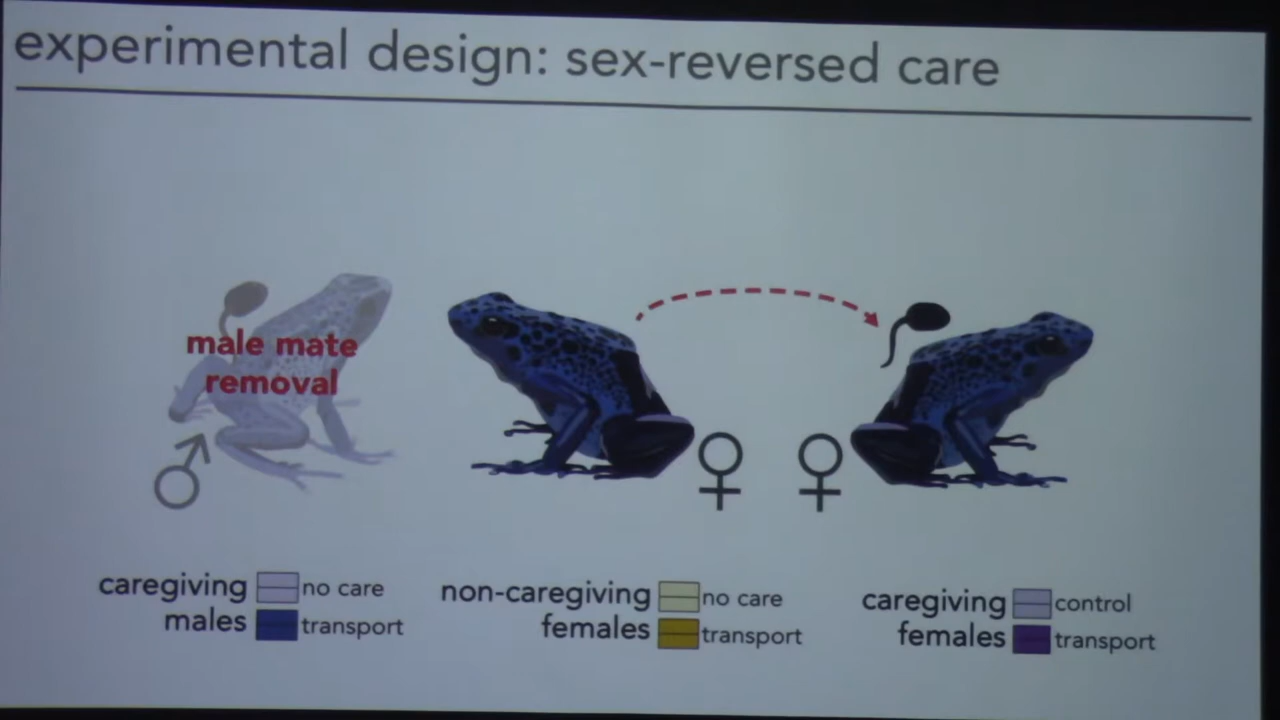 experimental design: sex-reversed care
male mate
removal
caregiving
males
no care
transport
non-caregiving
females
no care
transport
caregiving
females
control
transport